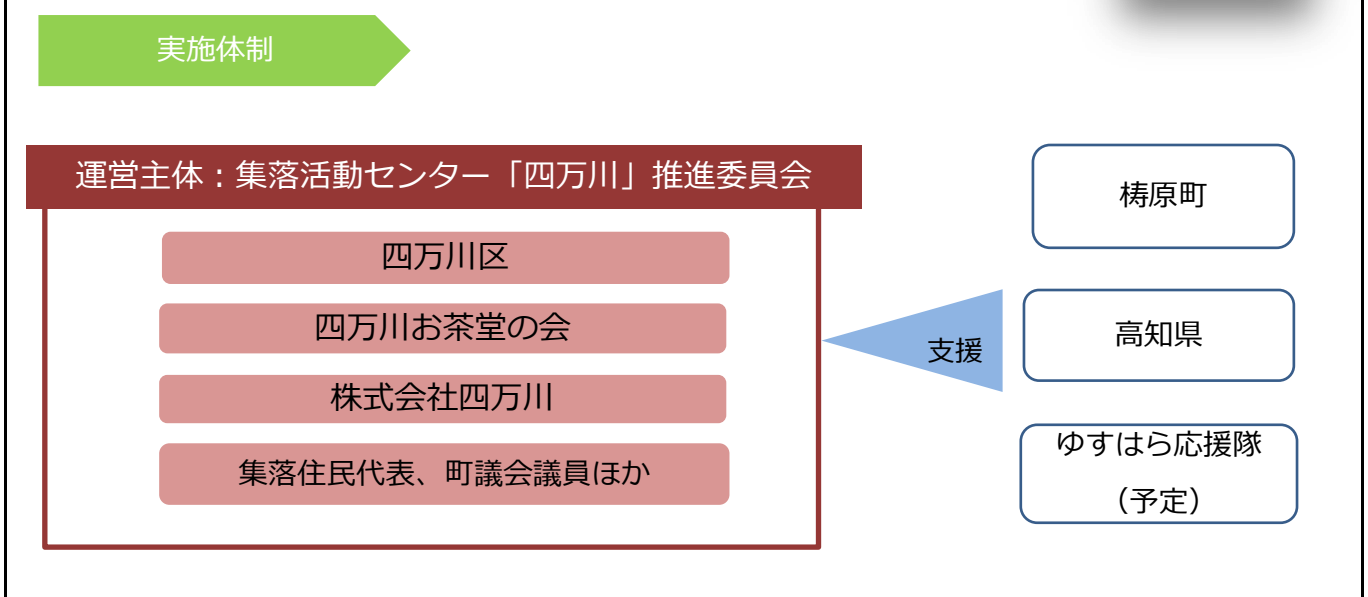 実施体制
運営主体：集落活動センター「四万川」推進委員会
四万川区
四万川お茶堂の会
株式会社四万川
集落住民代表、町議会議員ほか
支援
梼原町
高知県
ゆすはら応援隊
（予定）